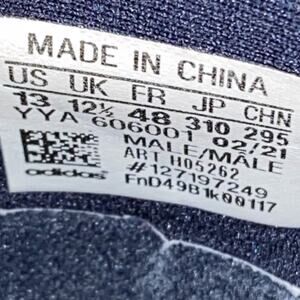 MADE IN CHINA
US UK FR JP CHN
13 12½ 48 310 295
YYA 606001 02/21
MALE/MÂLE
ART H05262
#127197249
FnD49B1k00117
adidas